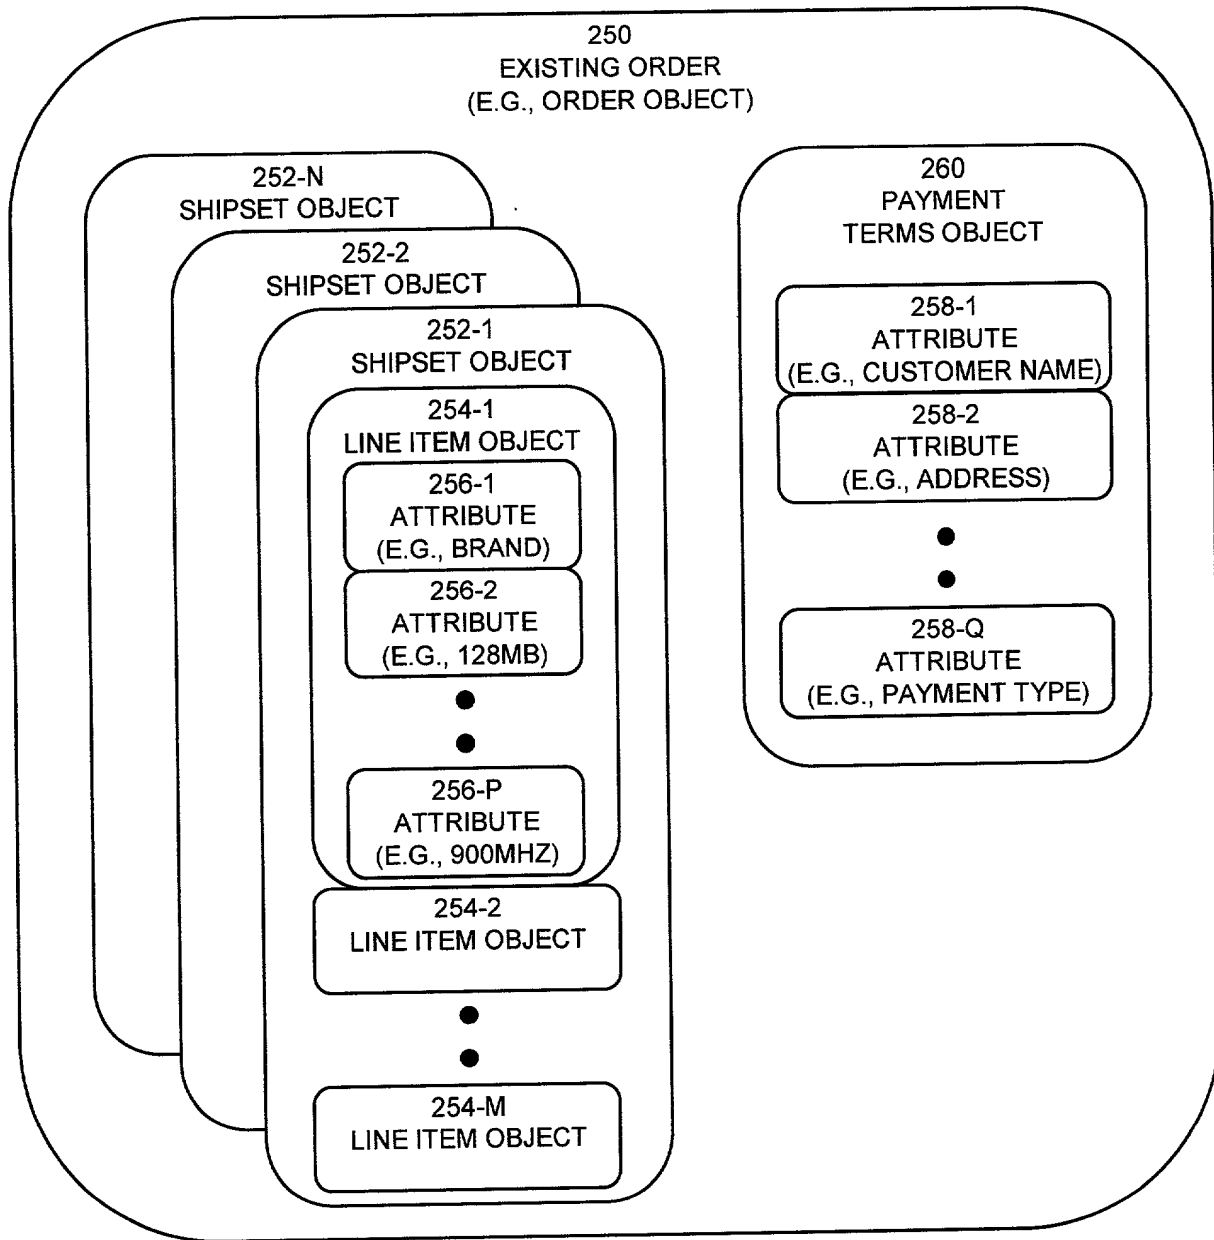 250
EXISTING ORDER
(E.G., ORDER OBJECT)
252-N
SHIPSET OBJECT
252-2
SHIPSET OBJECT
252-1
SHIPSET OBJECT
254-1
LINE ITEM OBJECT
256-1
ATTRIBUTE
(E.G., BRAND)
256-2
ATTRIBUTE
(E.G., 128MB)
256-P
ATTRIBUTE
(E.G., 900MHZ)
254-2
LINE ITEM OBJECT
254-M
LINE ITEM OBJECT
260
PAYMENT
TERMS OBJECT
258-1
ATTRIBUTE
(E.G., CUSTOMER NAME)
258-2
ATTRIBUTE
(E.G., ADDRESS)
258-Q
ATTRIBUTE
(E.G., PAYMENT TYPE)